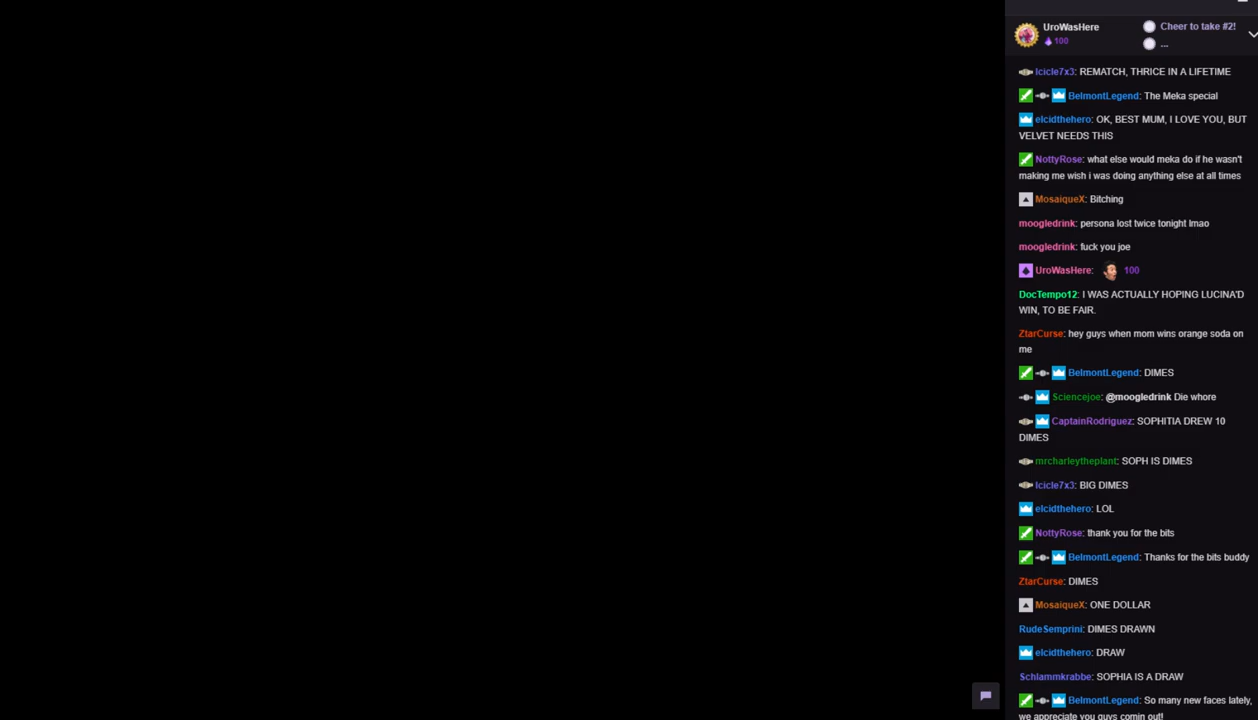 UroWasHere
100
Cheer to take #2!
...
Icicle7x3: REMATCH, THRICE IN A LIFETIME
BelmontLegend: The Meka special
elcidthehero: OK, BEST MUM, I LOVE YOU, BUT
VELVET NEEDS THIS
NottyRose: what else would meka do if he wasn't
making me wish i was doing anything else at all times
MosaiqueX: Bitching
moogledrink: persona lost twice tonight lmao
moogledrink: fuck you joe
UroWasHere: 100
DocTempo12: I WAS ACTUALLY HOPING LUCINA'D
WIN, TO BE FAIR.
ZtarCurse: hey guys when mom wins orange soda on
me
BelmontLegend: DIMES
Sciencejoe: @moogledrink Die whore
CaptainRodriguez: SOPHITIA DREW 10
DIMES
mrcharleytheplant: SOPH IS DIMES
Icicle7x3: BIG DIMES
elcidthehero: LOL
NottyRose: thank you for the bits
BelmontLegend: Thanks for the bits buddy
ZtarCurse: DIMES
MosaiqueX: ONE DOLLAR
RudeSemprini: DIMES DRAWN
elcidthehero: DRAW
Schlammkrabbe: SOPHIA IS A DRAW
BelmontLegend: So many new faces lately,
we appreciate you guys comin out!